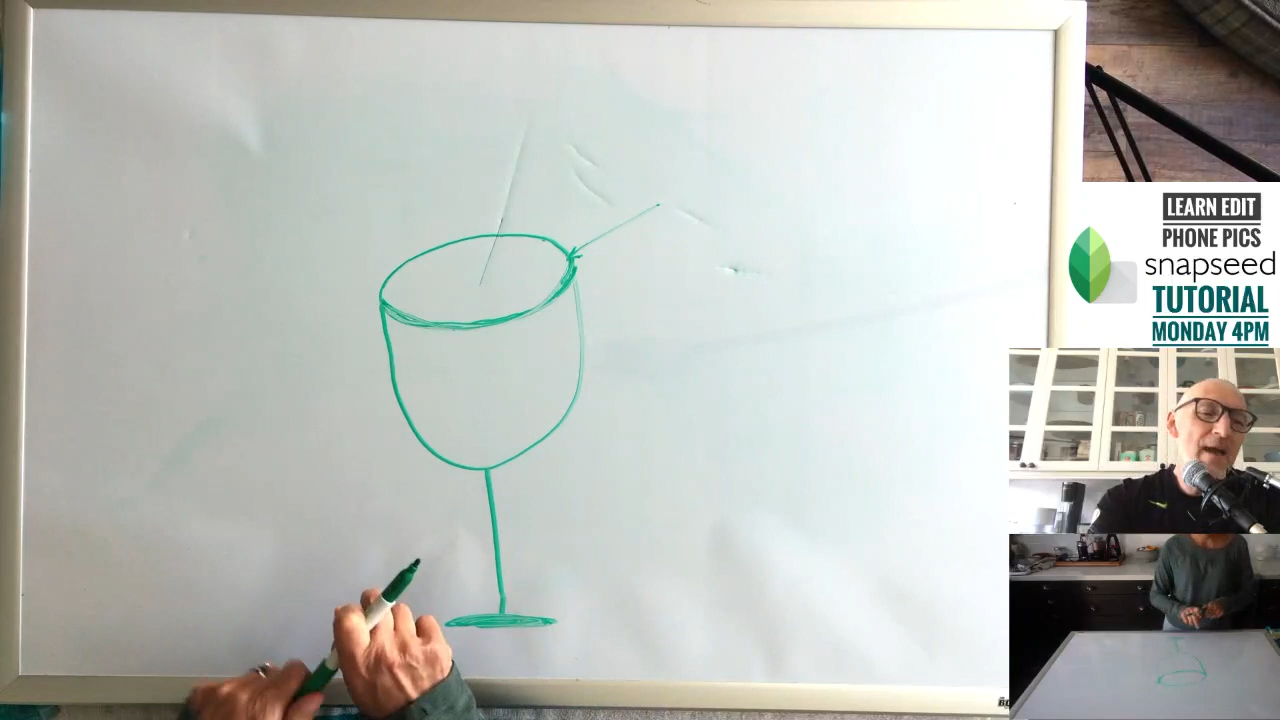 LEARN EDIT
PHONE PICS
snapseed
TUTORIAL
MONDAY 4PM